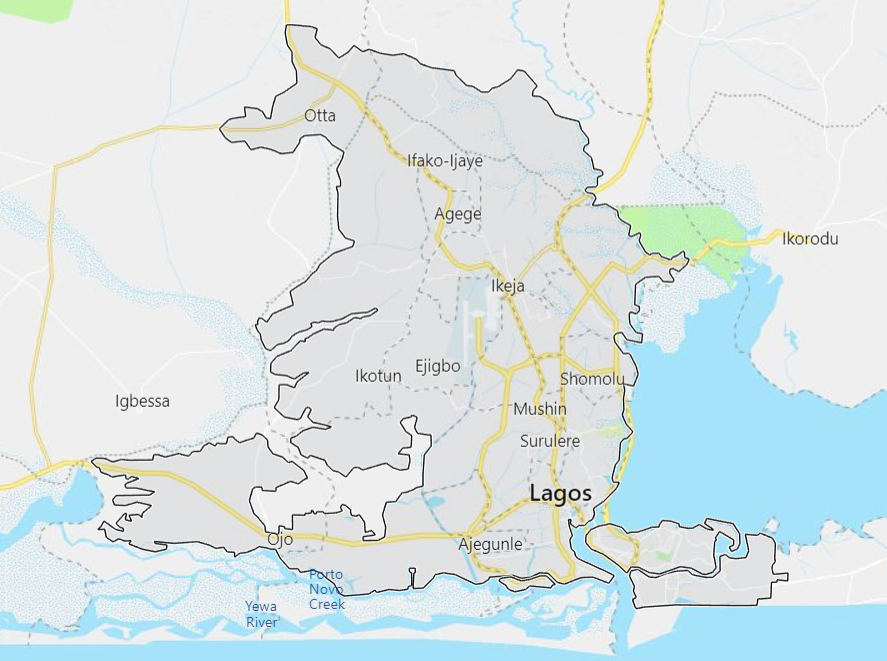 Otta
Ifako-Ijaye
Agege
Ikorodu
Ikeja
Ejigbo
Ikotun
Shomolu
Igbessa
Mushin
Surulere
Lagos
Ojo
Ajegunle
Porto
Novo
Creek
Yewa
River